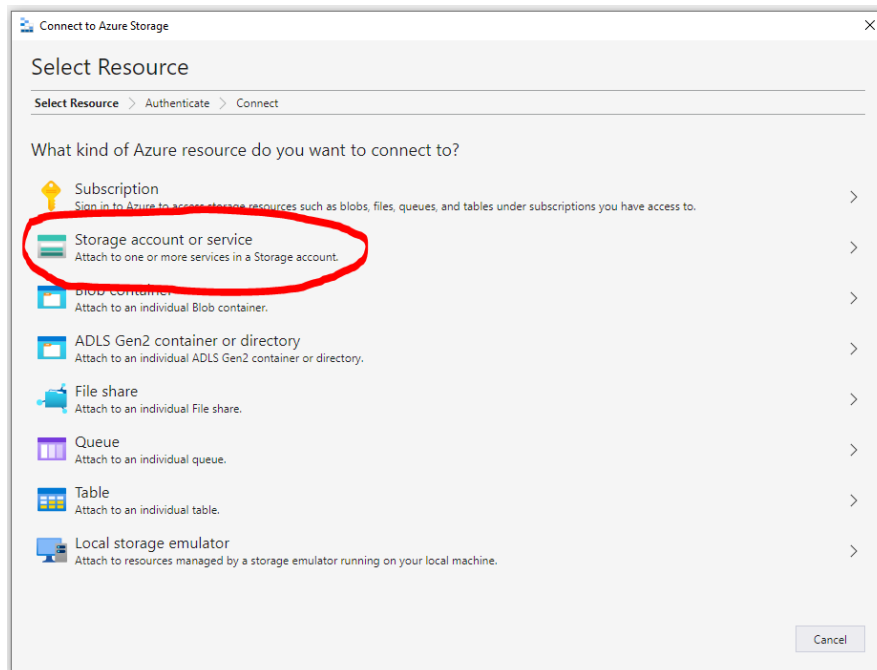 Connect to Azure Storage
Select Resource
Select Resource > Authenticate > Connect
What kind of Azure resource do you want to connect to?
Subscription
Sign in to Azure to access storage resources such as blobs, files, queues, and tables under subscriptions you have access to.
Storage account or service
Attach to one or more services in a Storage account.
Blob container
Attach to an individual Blob container.
ADLS Gen2 container or directory
Attach to an individual ADLS Gen2 container or directory.
File share
Attach to an individual File share.
Queue
Attach to an individual queue.
Table
Attach to an individual table.
Local storage emulator
Attach to resources managed by a storage emulator running on your local machine.
Cancel